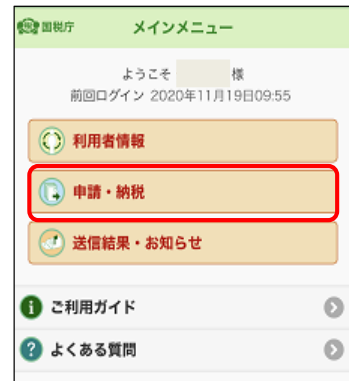 国税庁 メインメニュー
ようこそ 様
前回ログイン 2020年11月19日09:55
利用者情報
申請・納税
送信結果・お知らせ
ご利用ガイド
よくある質問